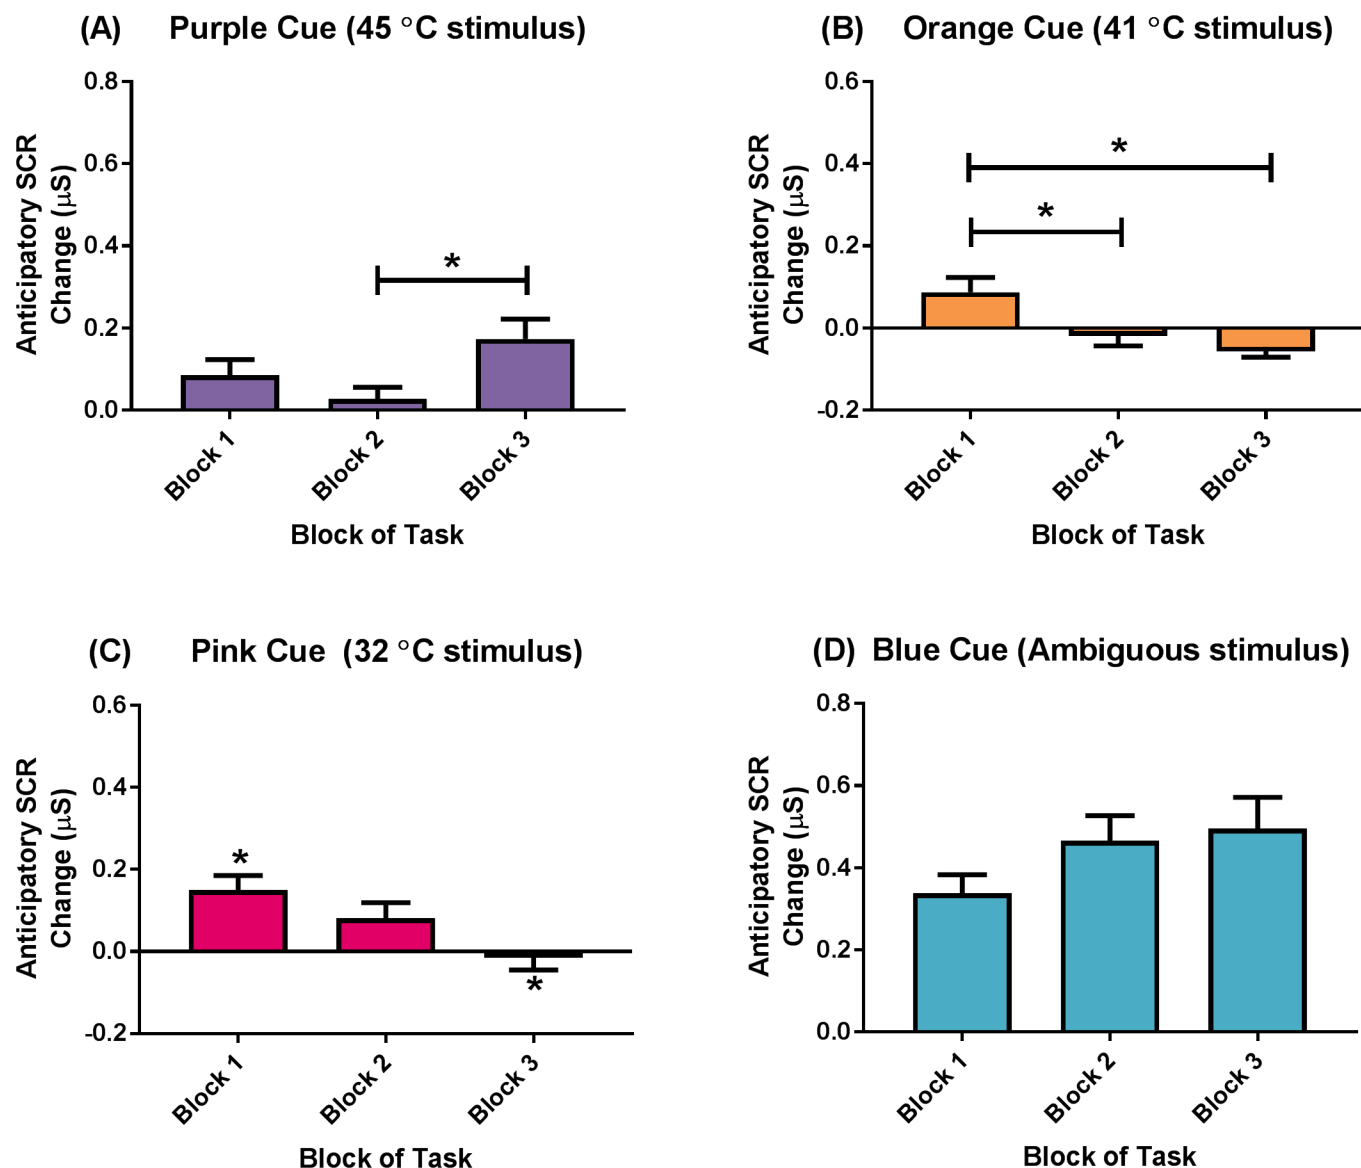 (A) Purple Cue (45 °C stimulus)
Anticipatory SCR
Change (μS)
0.8
0.6
0.4
0.2
0.0
*
Block 1
Block 2
Block 3
Block of Task
(B) Orange Cue (41 °C stimulus)
Anticipatory SCR
Change (μS)
0.6
0.4
0.2
0.0
-0.2
*
*
Block 1
Block 2
Block 3
Block of Task
(C) Pink Cue (32 °C stimulus)
Anticipatory SCR
Change (μS)
0.6
0.4
0.2
0.0
-0.2
*
*
Block 1
Block 2
Block 3
Block of Task
(D) Blue Cue (Ambiguous stimulus)
Anticipatory SCR
Change (μS)
0.8
0.6
0.4
0.2
0.0
Block 1
Block 2
Block 3
Block of Task